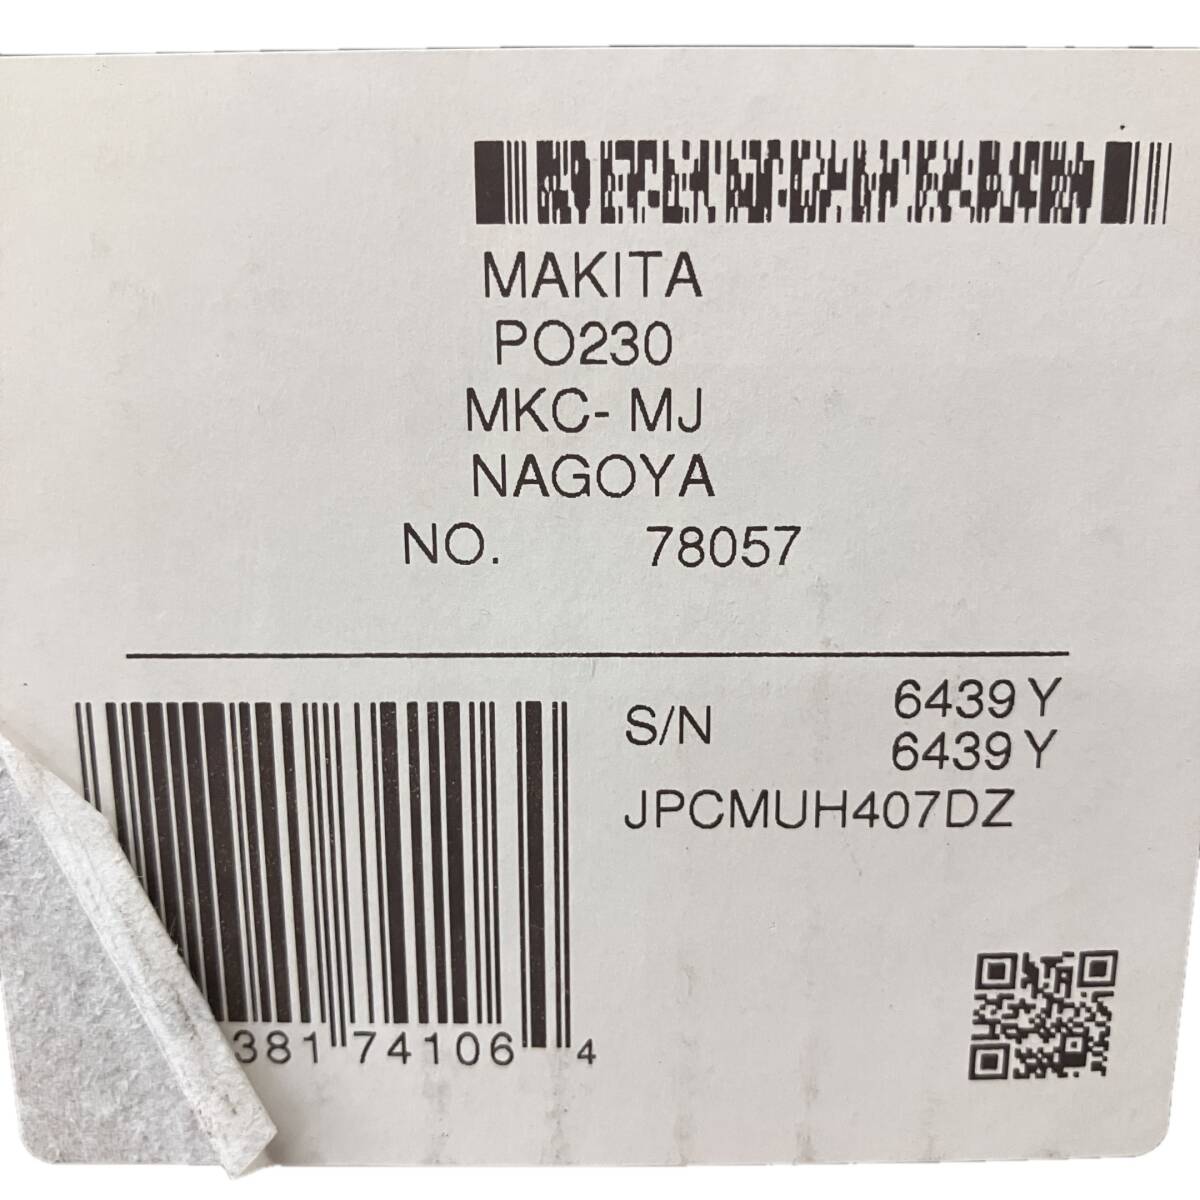 MAKITA
PO230
MKC- MJ
NAGOYA
NO. 78057
S/N 6439 Y
6439 Y
JPCMUH407DZ
381 74106 4